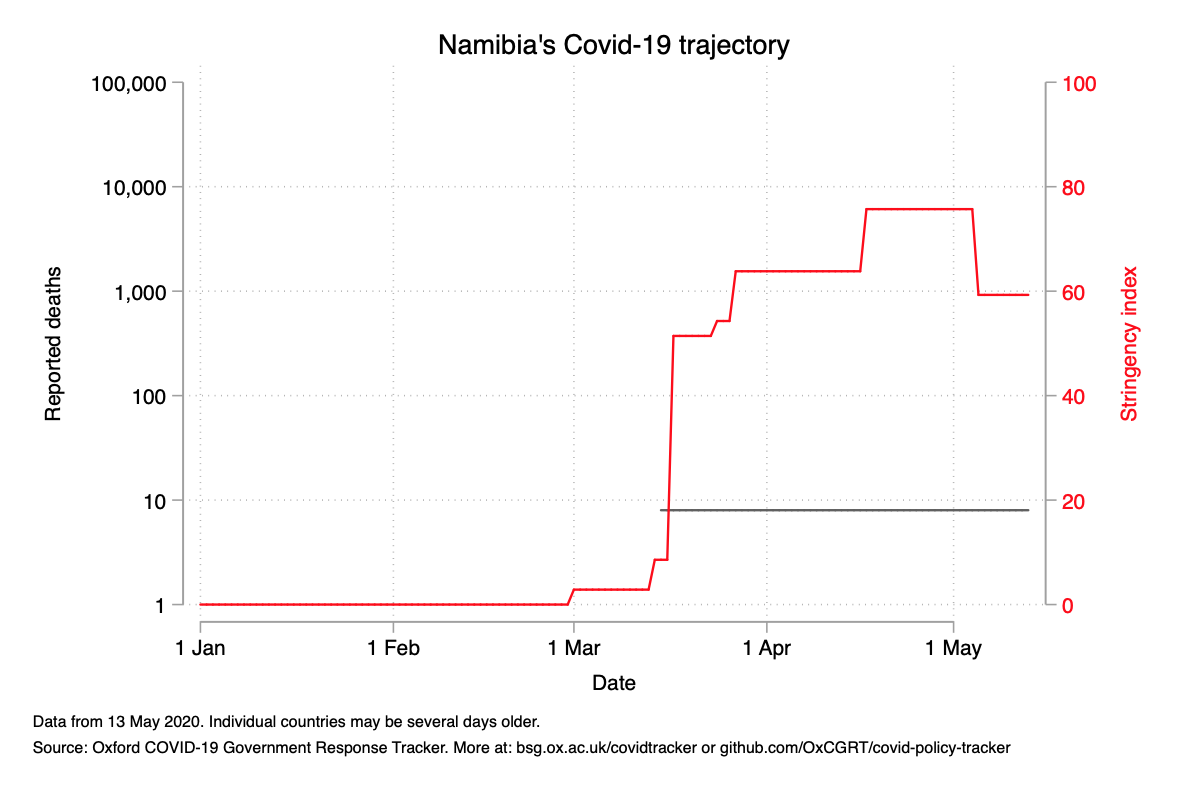 Namibia's Covid-19 trajectory
100,000
10,000
1,000
100
10
1
Reported deaths
100
80
60
40
20
0
Stringency index
1 Jan
1 Feb
1 Mar
1 Apr
1 May
Date
Data from 13 May 2020. Individual countries may be several days older.
Source: Oxford COVID-19 Government Response Tracker. More at: bsg.ox.ac.uk/covidtracker or github.com/OxCGRT/covid-policy-tracker